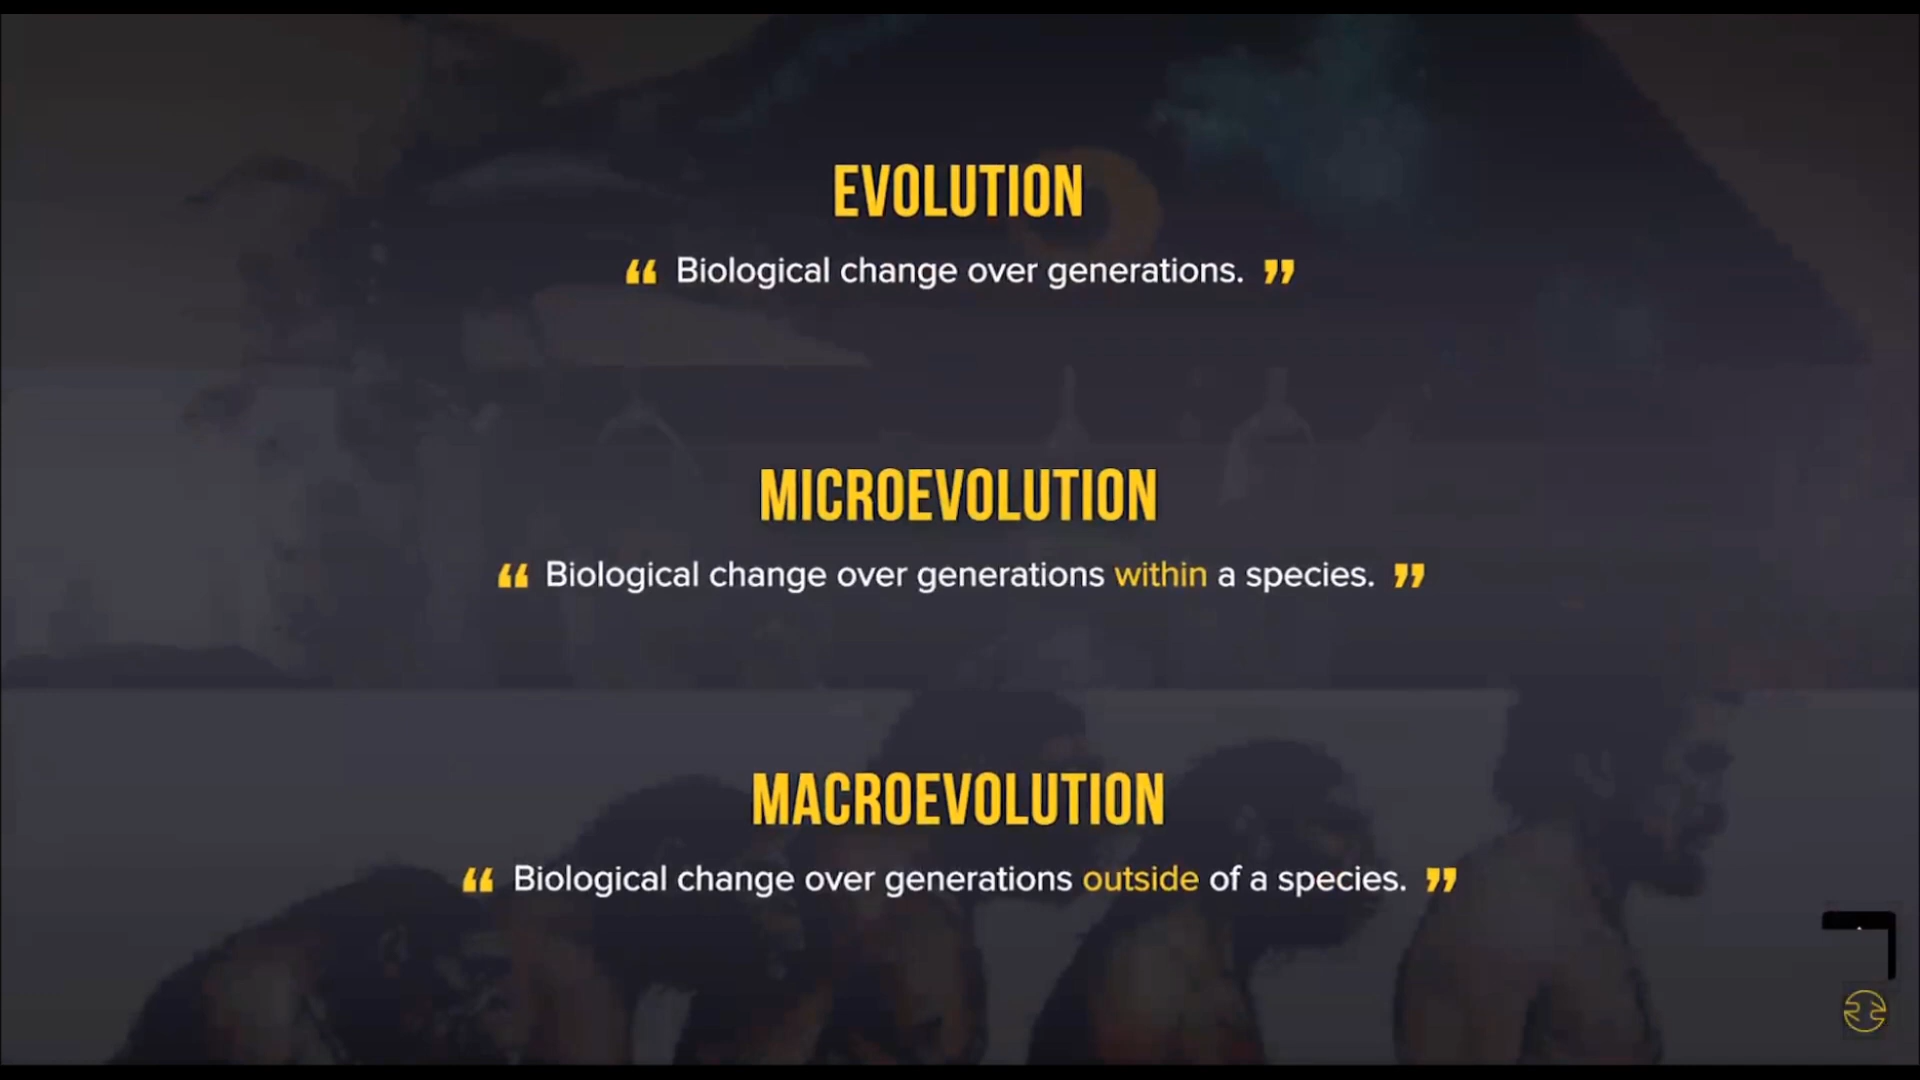 EVOLUTION
“ Biological change over generations. ”
MICROEVOLUTION
“ Biological change over generations within a species. ”
MACROEVOLUTION
“ Biological change over generations outside of a species. ”